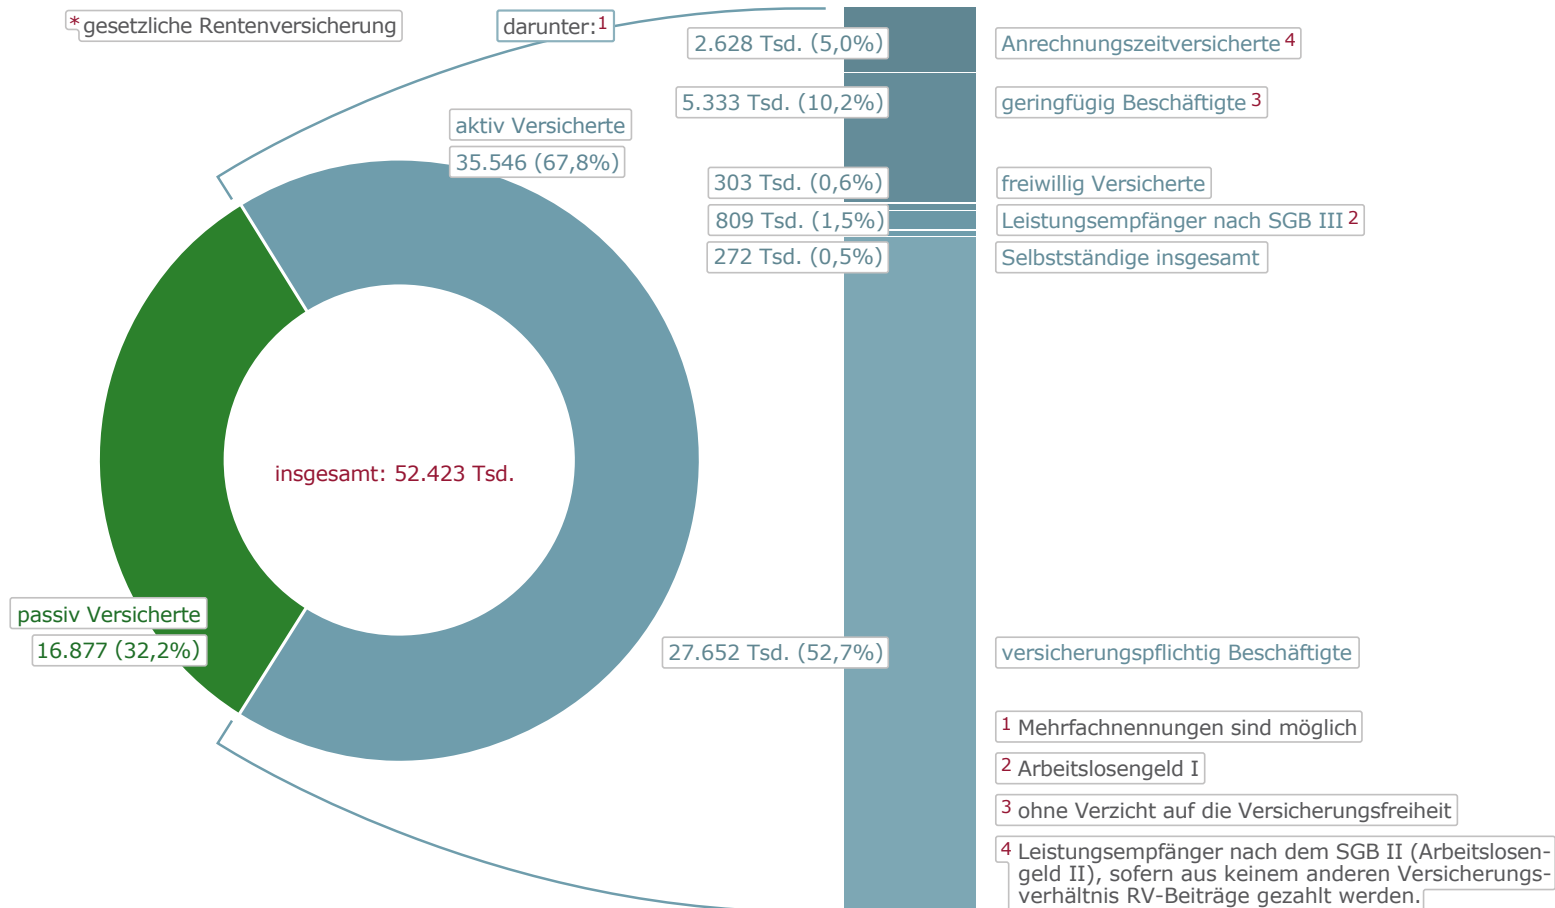 * gesetzliche Rentenversicherung
darunter:1
2.628 Tsd. (5,0%)
Anrechnungszeitversicherte 4
5.333 Tsd. (10,2%)
geringfügig Beschäftigte 3
aktiv Versicherte
35.546 (67,8%)
303 Tsd. (0,6%)
freiwillig Versicherte
809 Tsd. (1,5%)
Leistungsempfänger nach SGB III 2
272 Tsd. (0,5%)
Selbstständige insgesamt
insgesamt: 52.423 Tsd.
passiv Versicherte
16.877 (32,2%)
27.652 Tsd. (52,7%)
versicherungspflichtig Beschäftigte
1 Mehrfachnennungen sind möglich
2 Arbeitslosengeld I
3 ohne Verzicht auf die Versicherungsfreiheit
4 Leistungsempfänger nach dem SGB II (Arbeitslosen-
geld II), sofern aus keinem anderen Versicherungs-
verhältnis RV-Beiträge gezahlt werden.